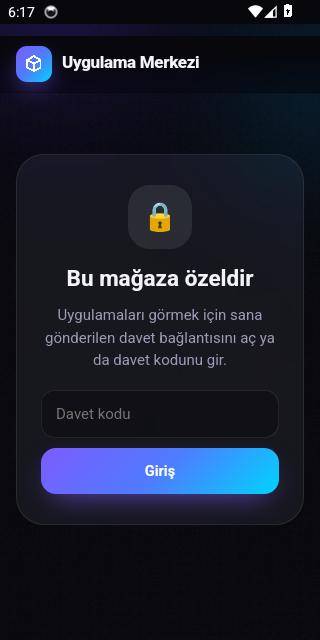 6:17
Uygulama Merkezi
Bu mağaza özeldir
Uygulamaları görmek için sana
gönderilen davet bağlantısını aç ya
da davet kodunu gir.
Davet kodu
Giriş